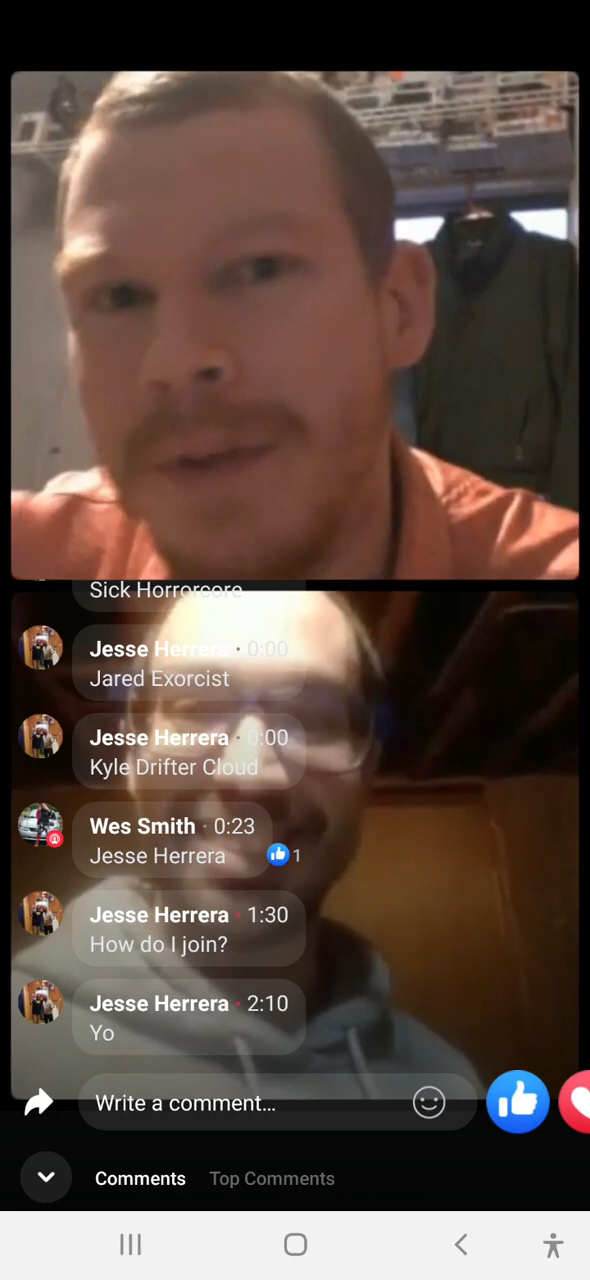 Sick Horrorcore
Jesse Herrera · 0:00
Jared Exorcist
Jesse Herrera · 0:00
Kyle Drifter Cloud
Wes Smith · 0:23
Jesse Herrera
1
Jesse Herrera · 1:30
How do I join?
Jesse Herrera · 2:10
Yo
Write a comment...
Comments Top Comments